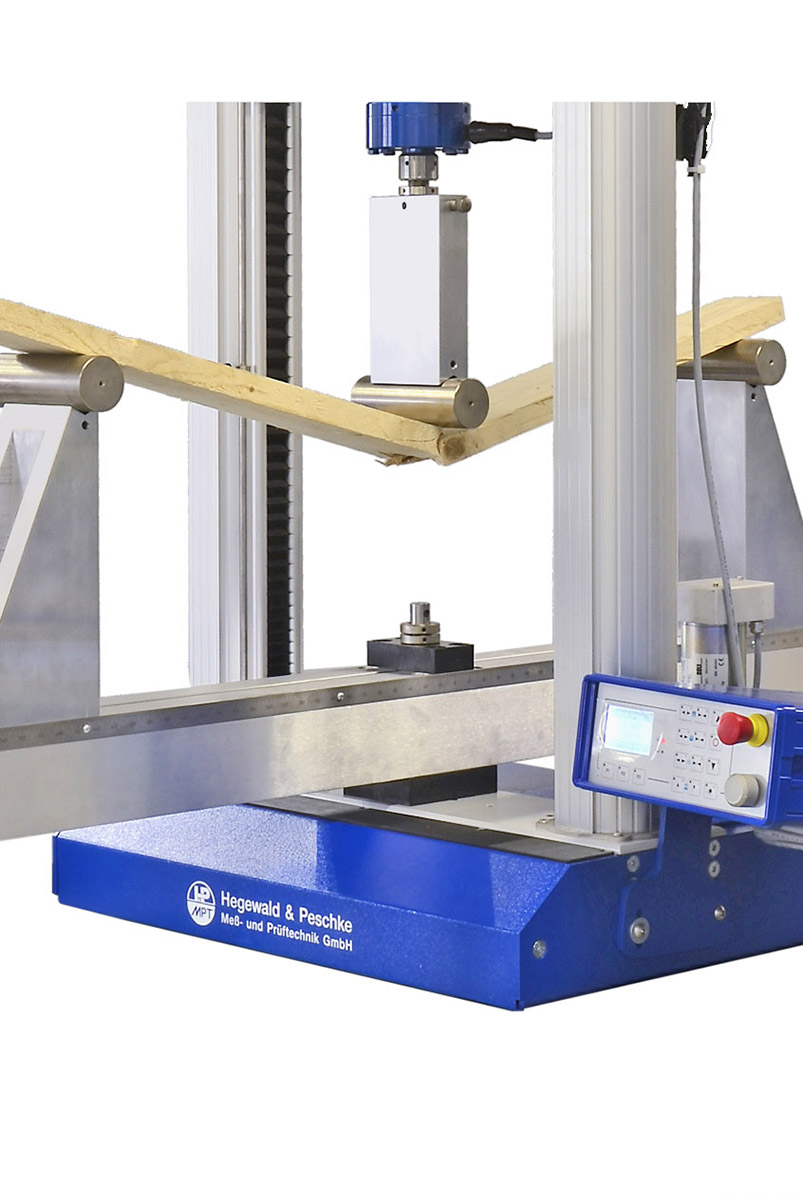 HP
MPT
Hegewald & Peschke
Meß- und Prüftechnik GmbH